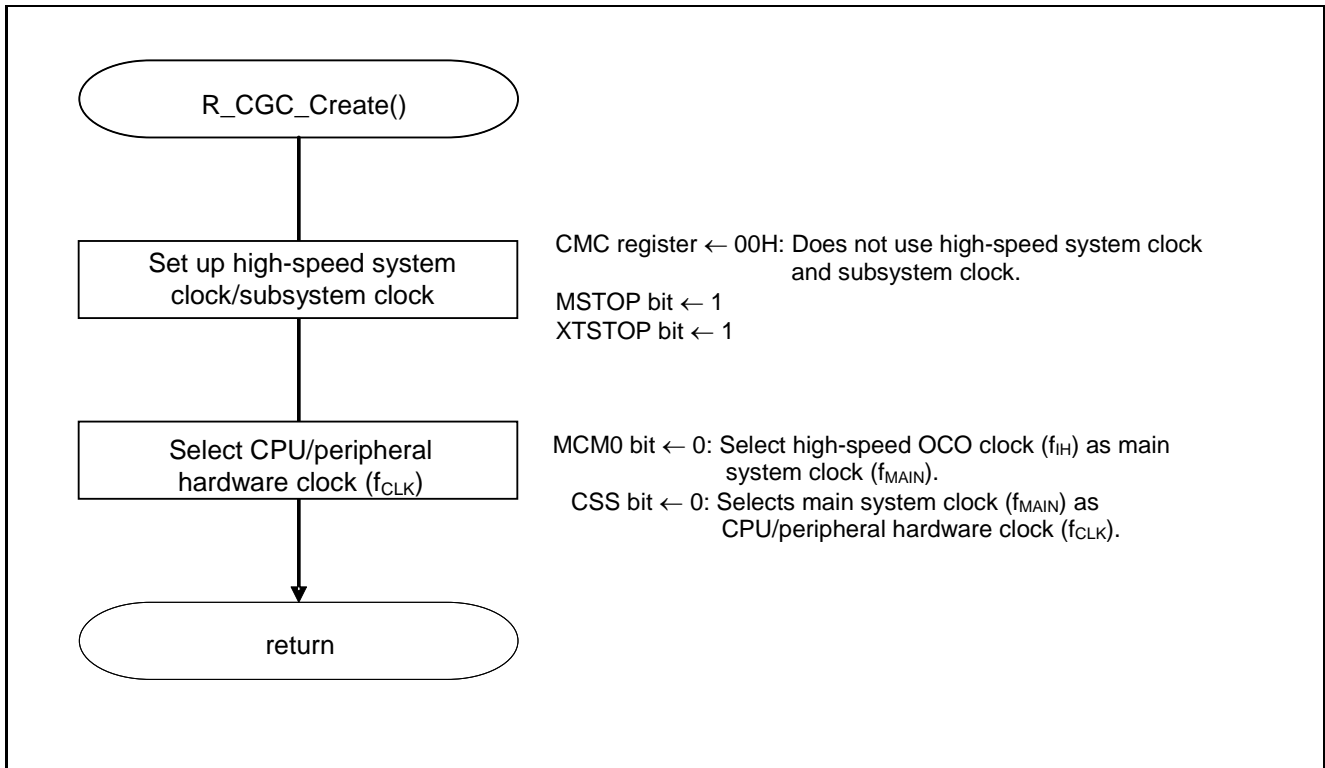 R_CGC_Create()
Set up high-speed system
clock/subsystem clock
CMC register ← 00H: Does not use high-speed system clock
and subsystem clock.
MSTOP bit ← 1
XTSTOP bit ← 1
Select CPU/peripheral
hardware clock (fCLK)
MCM0 bit ← 0: Select high-speed OCO clock (fIH) as main
system clock (fMAIN).
CSS bit ← 0: Selects main system clock (fMAIN) as
CPU/peripheral hardware clock (fCLK).
return